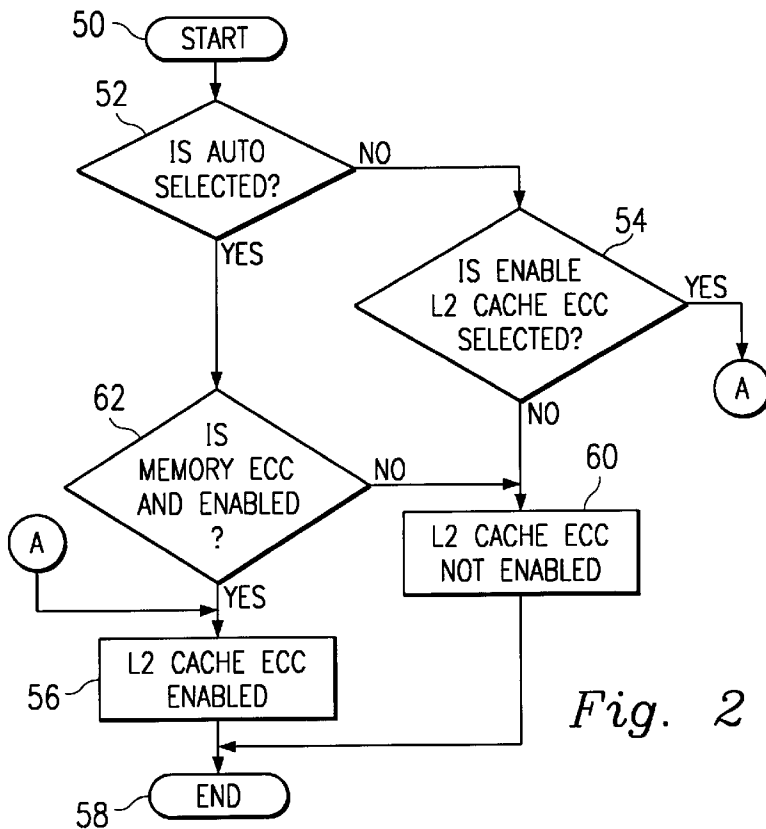 50
START
52
IS AUTO
SELECTED?
NO
YES
54
IS ENABLE
L2 CACHE ECC
SELECTED?
YES
A
NO
62
IS
MEMORY ECC
AND ENABLED
?
NO
YES
A
60
L2 CACHE ECC
NOT ENABLED
L2 CACHE ECC
ENABLED
56
Fig. 2
END
58